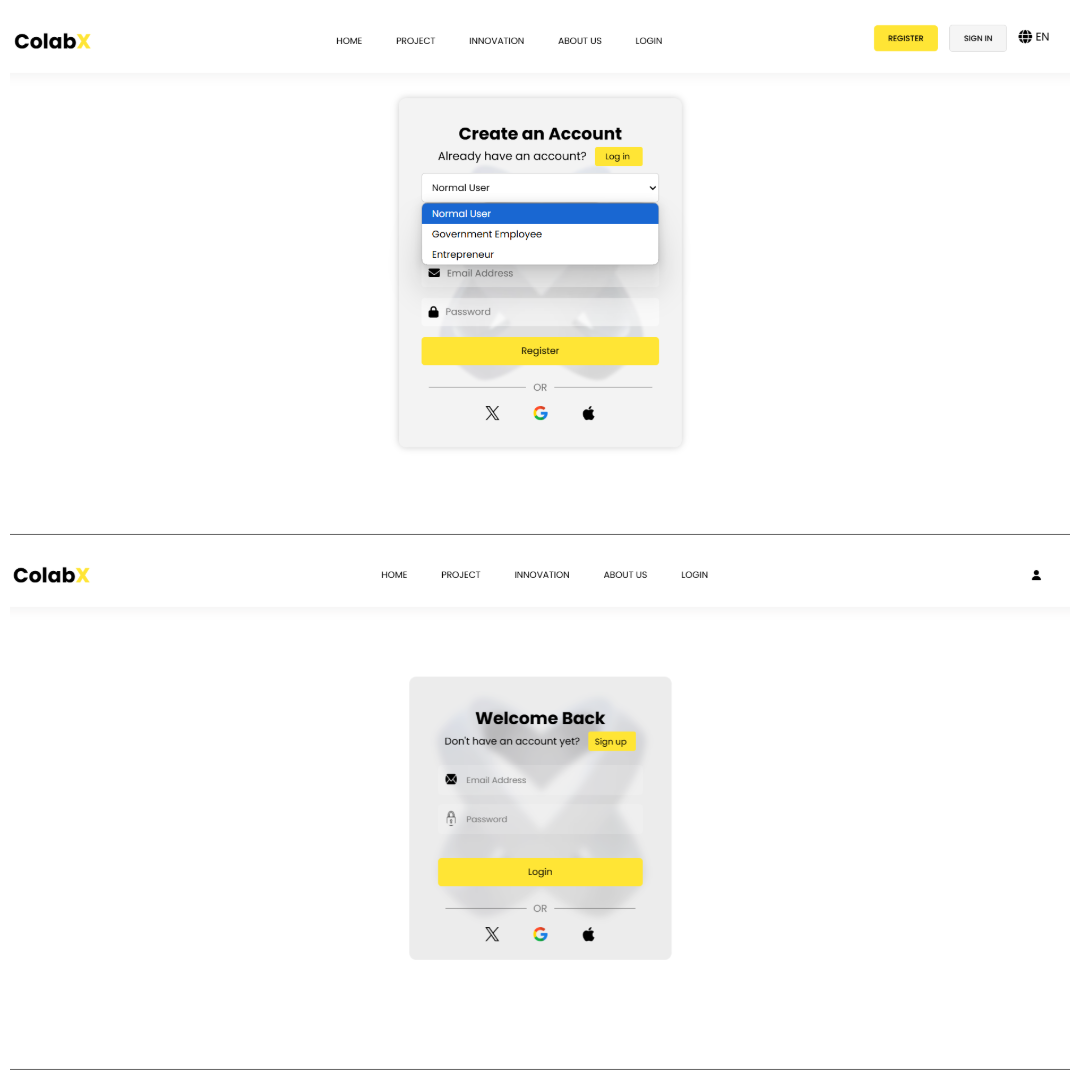 ColabX
HOME PROJECT INNOVATION ABOUT US LOGIN
REGISTER SIGN IN EN
Create an Account
Already have an account? Log in
Normal User
Normal User
Government Employee
Entrepreneur
Email Address
Password
Register
OR
ColabX
HOME PROJECT INNOVATION ABOUT US LOGIN
Welcome Back
Don't have an account yet? Sign up
Email Address
Password
Login
OR